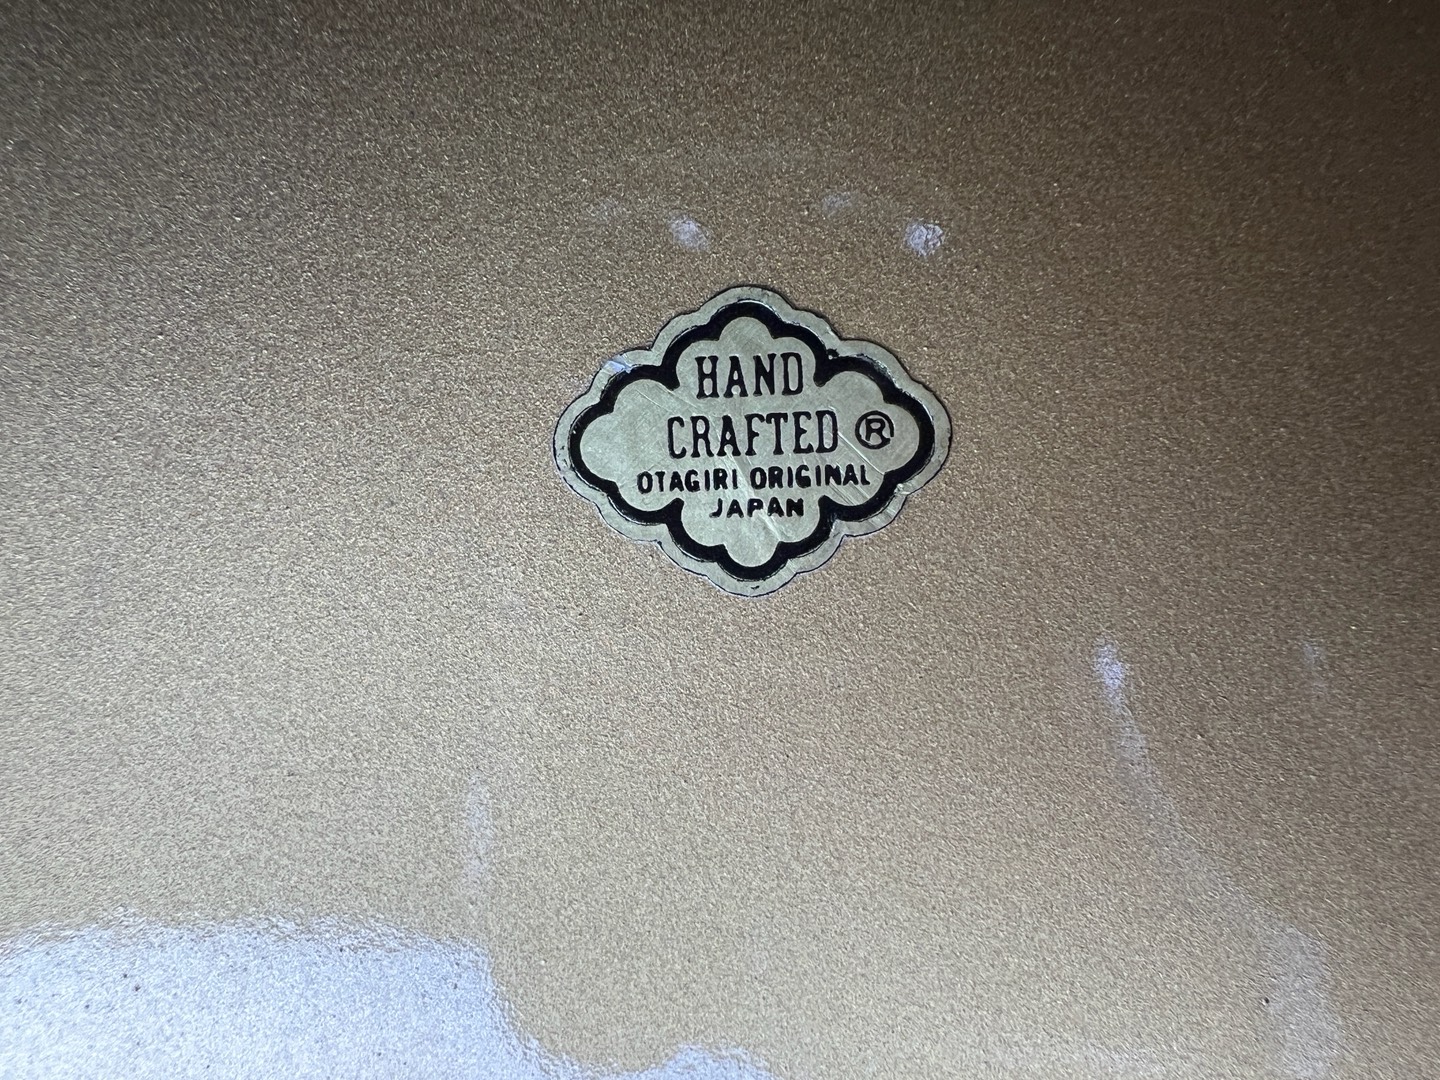 HAND
CRAFTED ®
OTAGIRI ORIGINAL
JAPAN